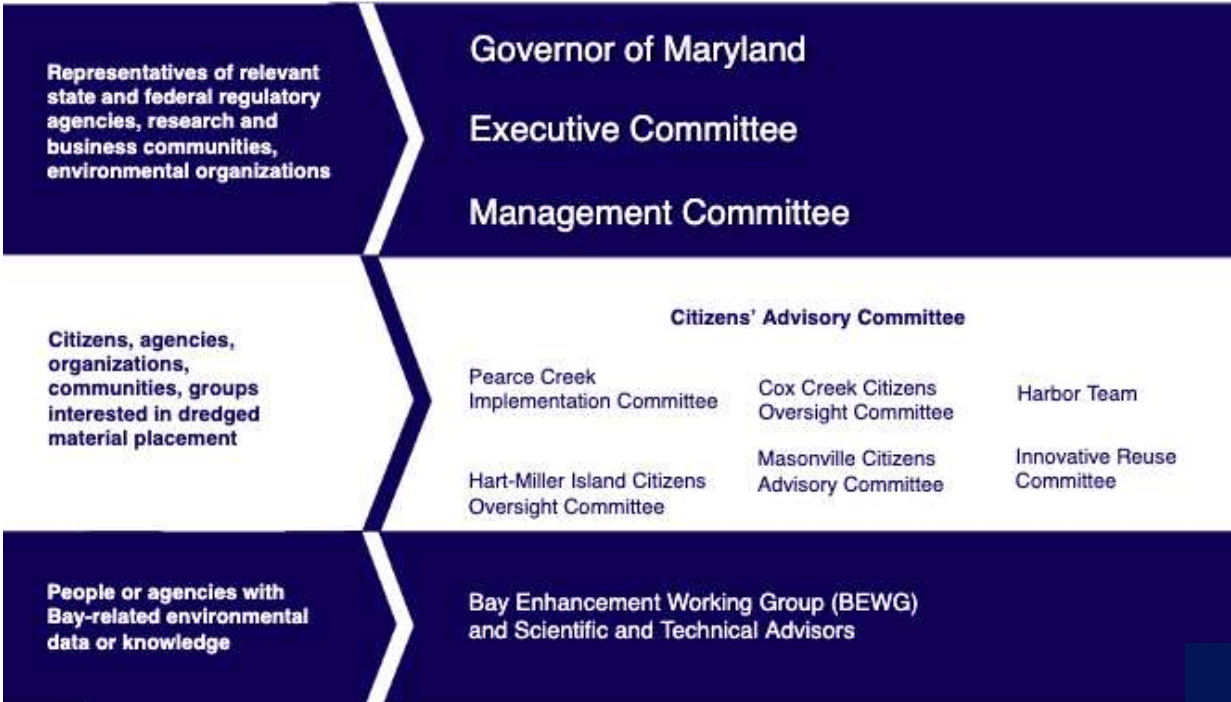 Representatives of relevant
state and federal regulatory
agencies, research and
business communities,
environmental organizations
Governor of Maryland
Executive Committee
Management Committee
Citizens, agencies,
organizations,
communities, groups
interested in dredged
material placement
Citizens’ Advisory Committee
Pearce Creek
Implementation Committee
Cox Creek Citizens
Oversight Committee
Harbor Team
Hart-Miller Island Citizens
Oversight Committee
Masonville Citizens
Advisory Committee
Innovative Reuse
Committee
People or agencies with
Bay-related environmental
data or knowledge
Bay Enhancement Working Group (BEWG)
and Scientific and Technical Advisors